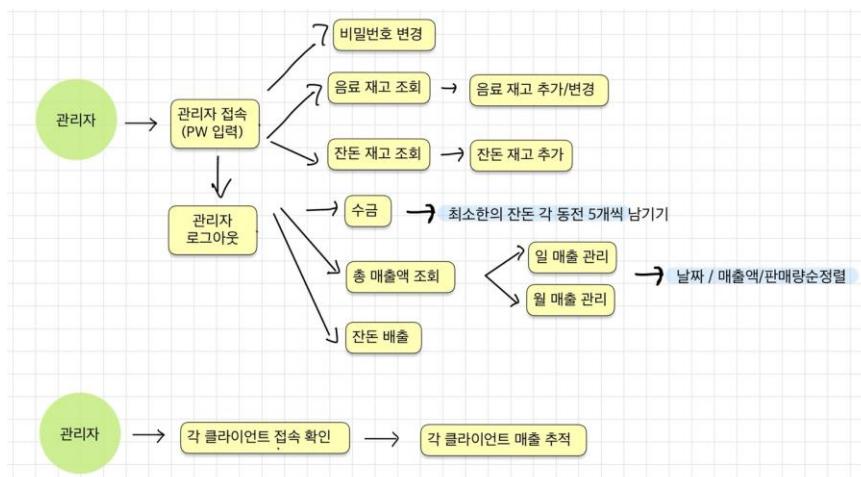 비밀번호 변경
음료 재고 조회
음료 재고 추가/변경
관리자
관리자 접속
(PW 입력)
잔돈 재고 조회
잔돈 재고 추가
관리자
로그아웃
수금
최소한의 잔돈 각 동전 5개씩 남기기
총 매출액 조회
일 매출 관리
월 매출 관리
날짜 / 매출액/판매량순정렬
잔돈 배출
관리자
각 클라이언트 접속 확인
각 클라이언트 매출 추적